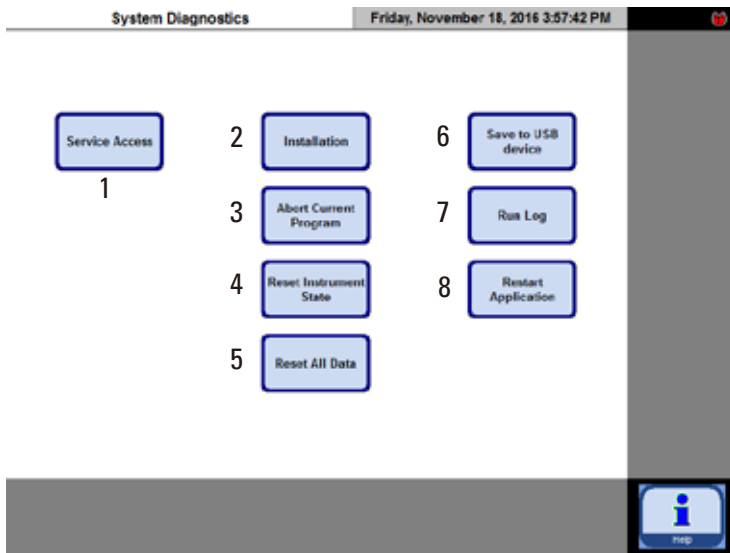 System Diagnostics
Friday, November 18, 2016 3:57:42 PM
Service Access
1
2
Installation
3
Abort Current
Program
4
Reset Instrument
State
5
Reset All Data
6
Save to USB
device
7
Run Log
8
Restart
Application
i
Help